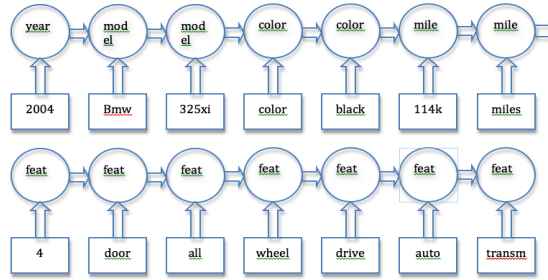 year mod color color mile mile
el
mod
el
2004 Bmw 325xi color black 114k miles
feat feat feat feat feat feat feat
4 door all wheel drive auto transm